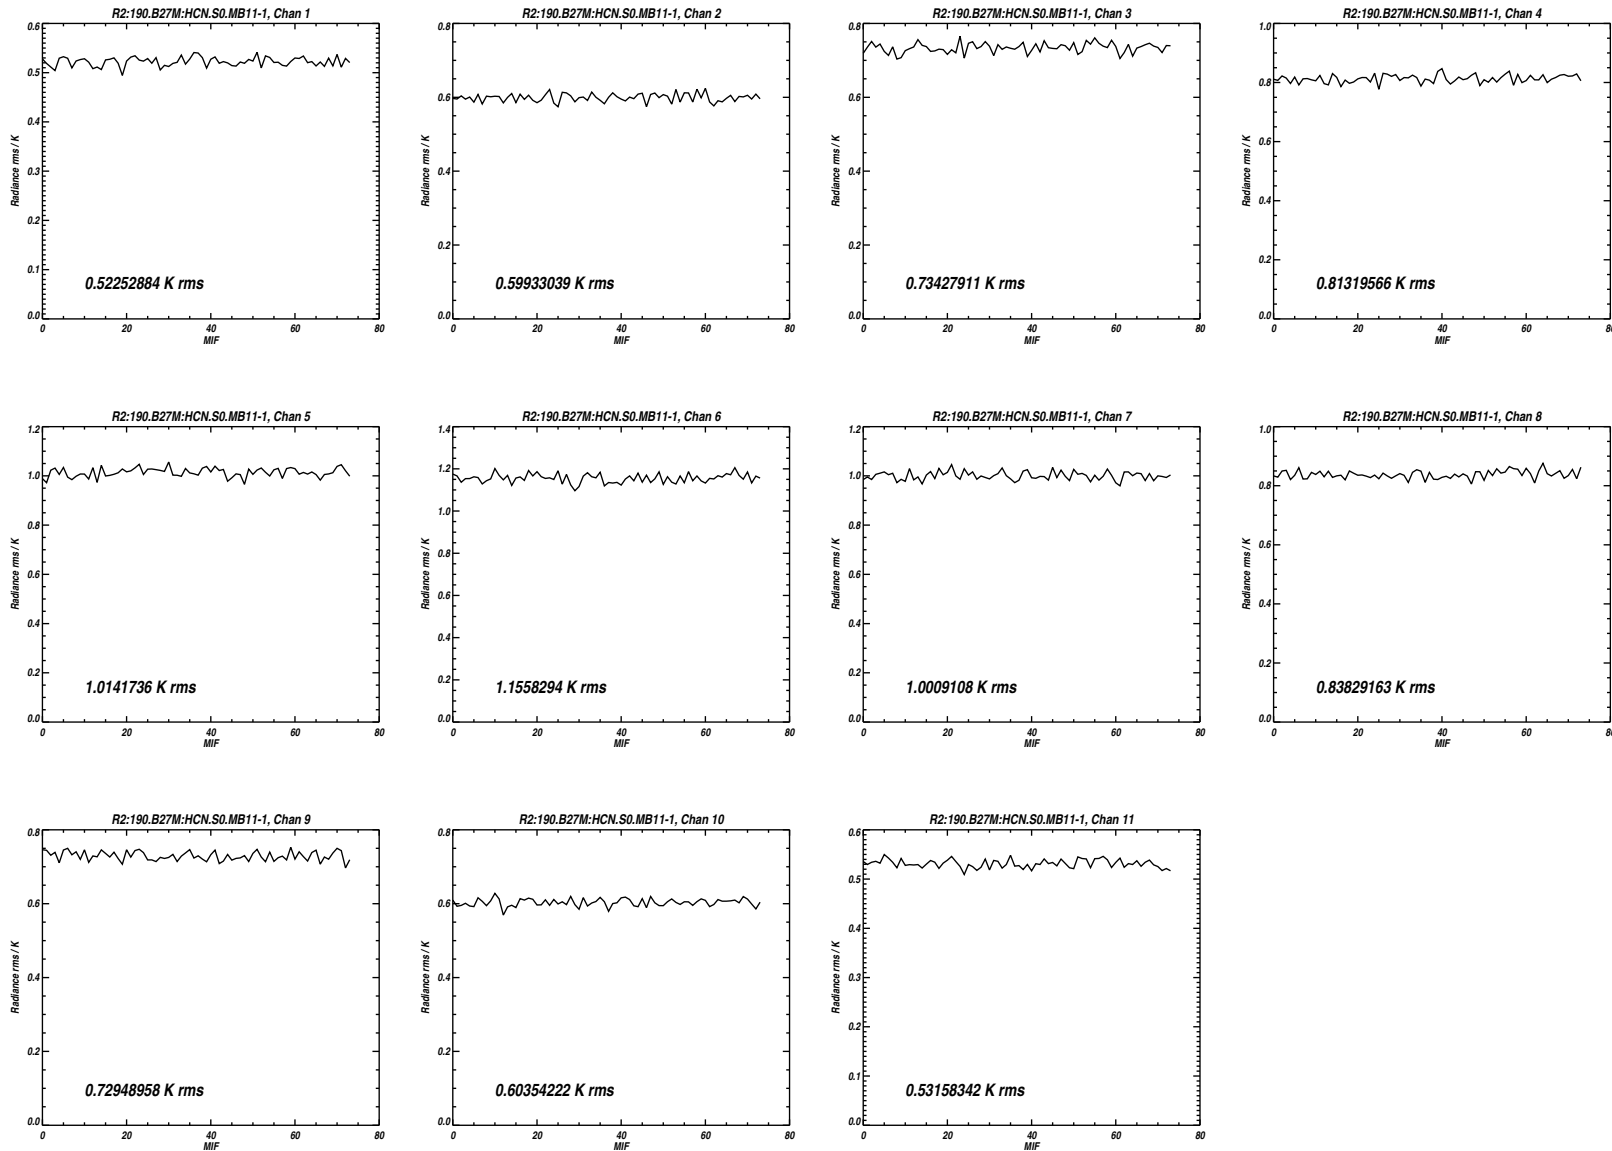 R2:190.B27M:HCN.S0.MB11-1, Chan 1
0.6
0.5
0.4
0.3
0.2
0.1
0.0
Radiance rms / K
0.52252884 K rms
0 20 40 60 80
MIF
R2:190.B27M:HCN.S0.MB11-1, Chan 2
0.8
0.6
0.4
0.2
0.0
Radiance rms / K
0.59933039 K rms
0 20 40 60 80
MIF
R2:190.B27M:HCN.S0.MB11-1, Chan 3
0.8
0.6
0.4
0.2
0.0
Radiance rms / K
0.73427911 K rms
0 20 40 60 80
MIF
R2:190.B27M:HCN.S0.MB11-1, Chan 4
1.0
0.8
0.6
0.4
0.2
0.0
Radiance rms / K
0.81319566 K rms
0 20 40 60 80
MIF
R2:190.B27M:HCN.S0.MB11-1, Chan 5
1.2
1.0
0.8
0.6
0.4
0.2
0.0
Radiance rms / K
1.0141736 K rms
0 20 40 60 80
MIF
R2:190.B27M:HCN.S0.MB11-1, Chan 6
1.4
1.2
1.0
0.8
0.6
0.4
0.2
0.0
Radiance rms / K
1.1558294 K rms
0 20 40 60 80
MIF
R2:190.B27M:HCN.S0.MB11-1, Chan 7
1.2
1.0
0.8
0.6
0.4
0.2
0.0
Radiance rms / K
1.0009108 K rms
0 20 40 60 80
MIF
R2:190.B27M:HCN.S0.MB11-1, Chan 8
1.0
0.8
0.6
0.4
0.2
0.0
Radiance rms / K
0.83829163 K rms
0 20 40 60 80
MIF
R2:190.B27M:HCN.S0.MB11-1, Chan 9
0.8
0.6
0.4
0.2
0.0
Radiance rms / K
0.72948958 K rms
0 20 40 60 80
MIF
R2:190.B27M:HCN.S0.MB11-1, Chan 10
0.8
0.6
0.4
0.2
0.0
Radiance rms / K
0.60354222 K rms
0 20 40 60 80
MIF
R2:190.B27M:HCN.S0.MB11-1, Chan 11
0.6
0.5
0.4
0.3
0.2
0.1
0.0
Radiance rms / K
0.53158342 K rms
0 20 40 60 80
MIF